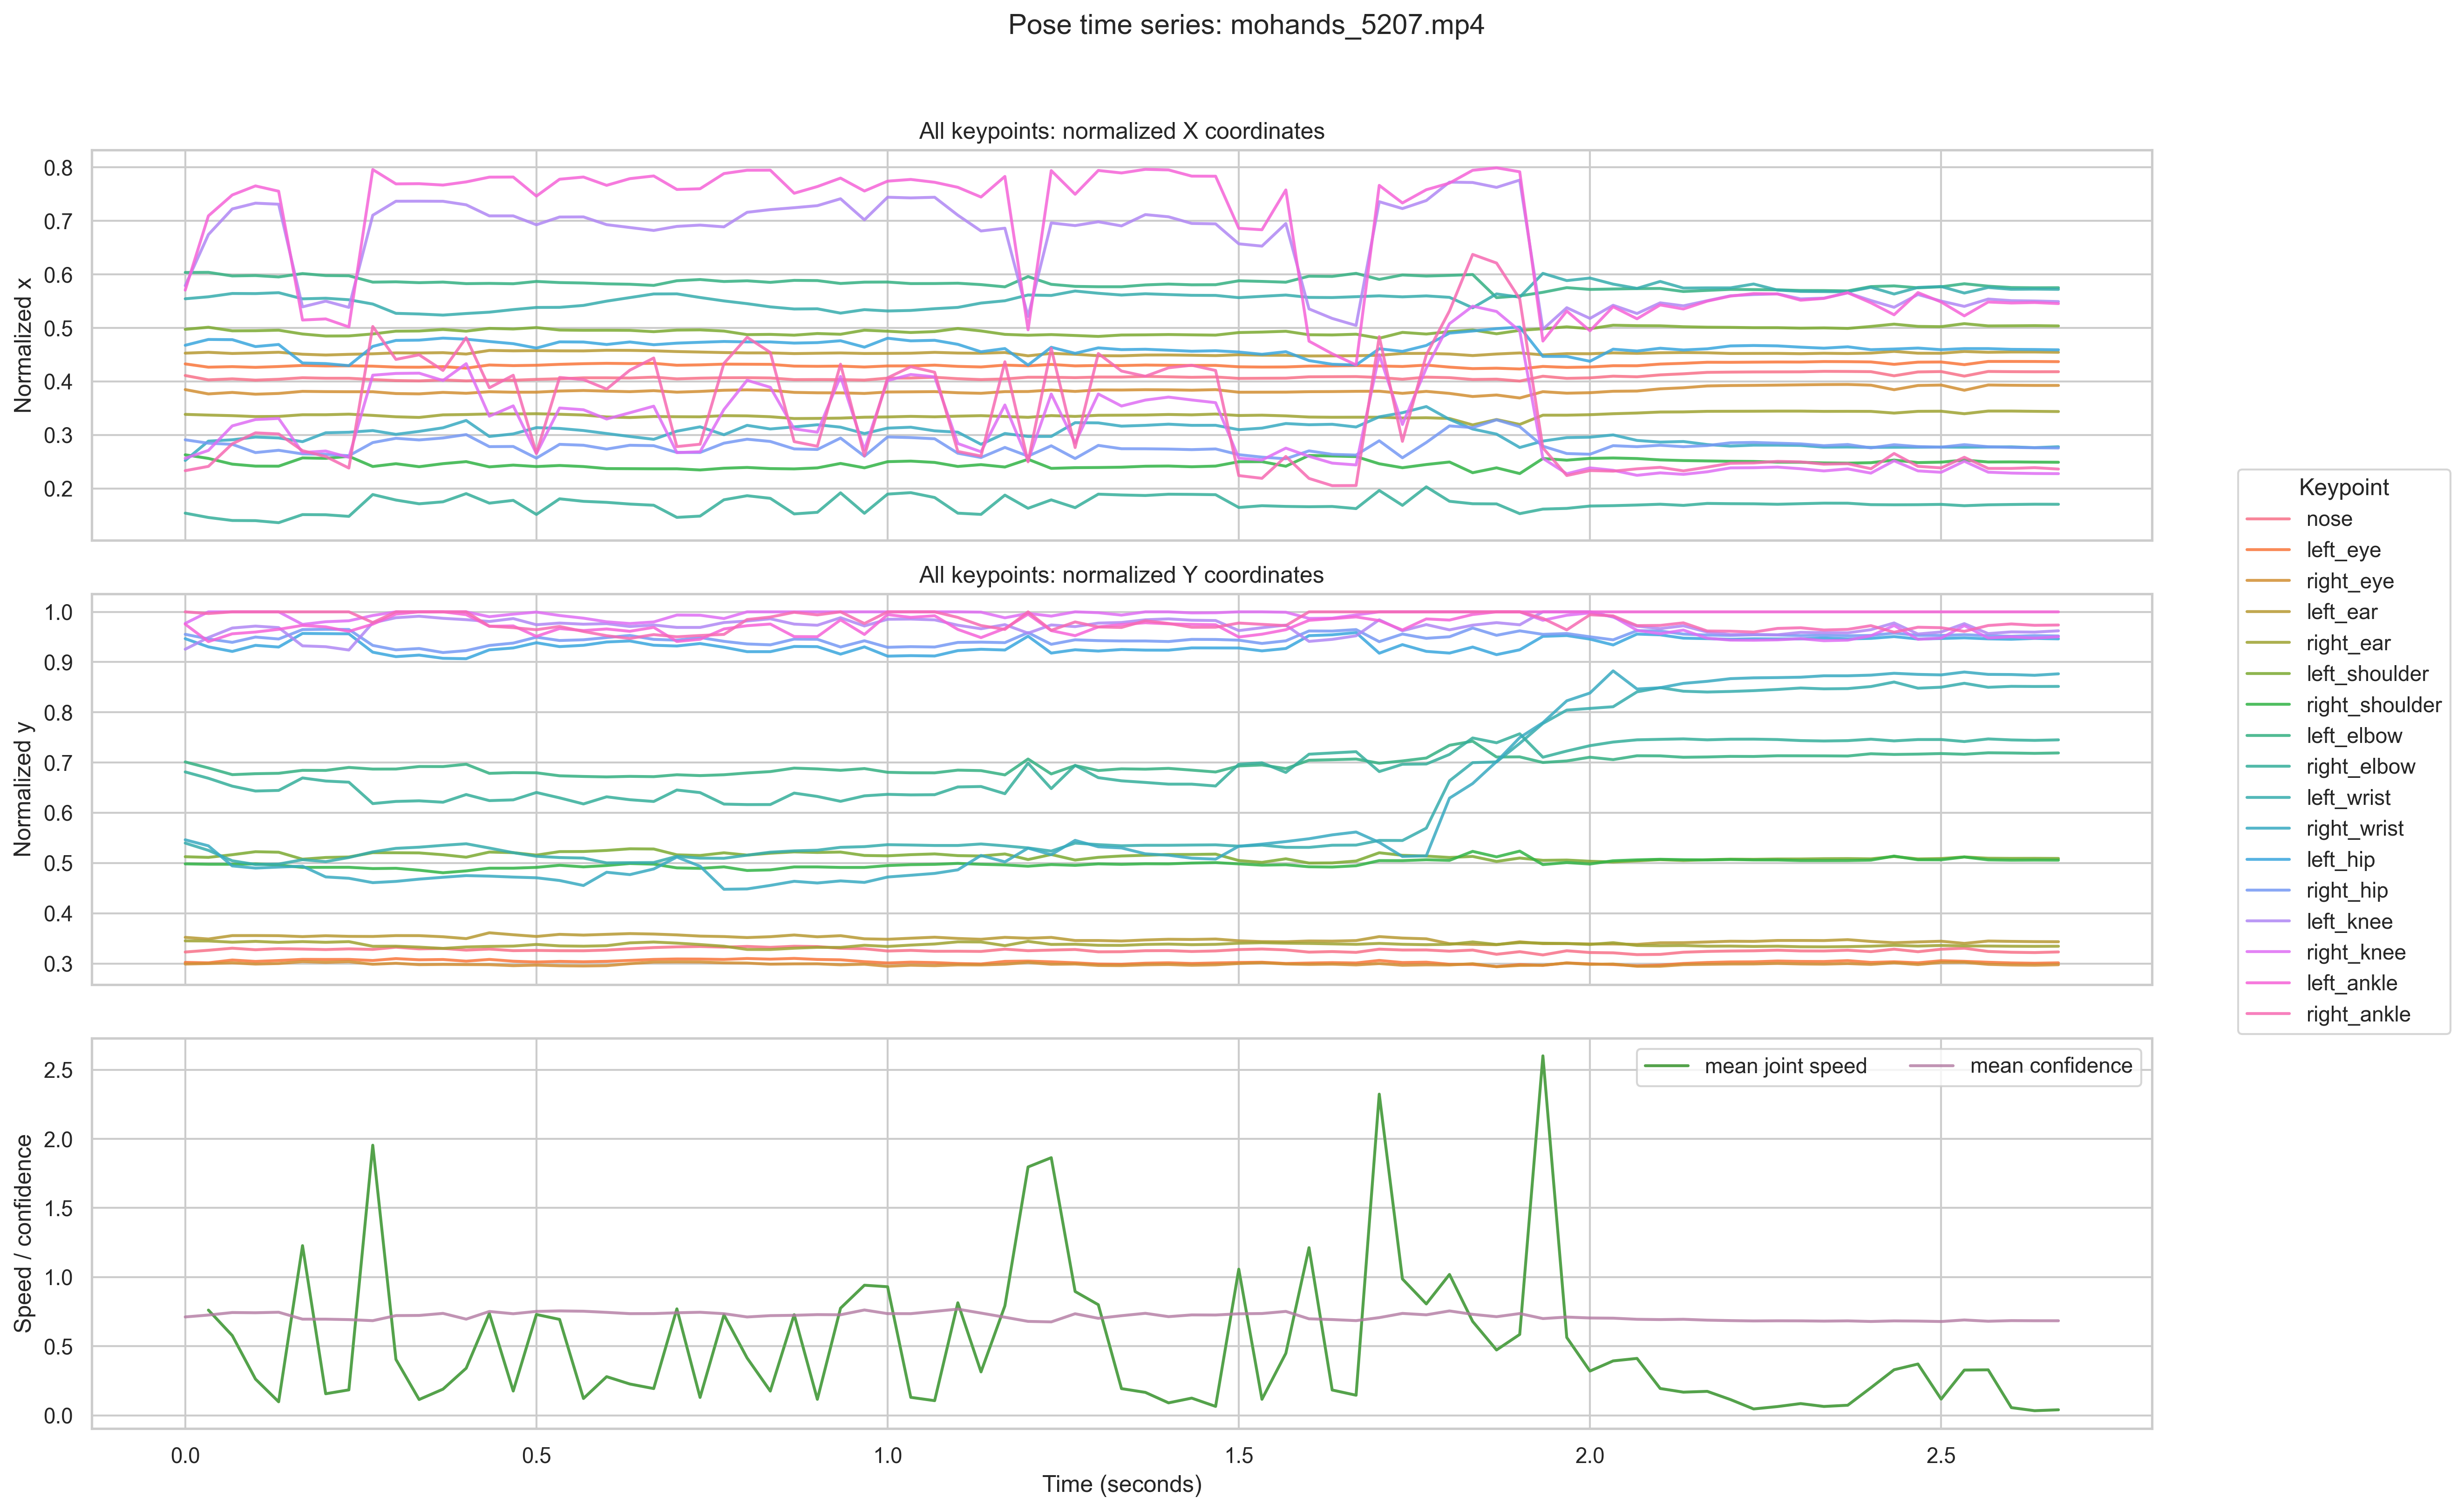 Pose time series: mohands_5207.mp4
All keypoints: normalized X coordinates
Normalized x
0.8
0.7
0.6
0.5
0.4
0.3
0.2
All keypoints: normalized Y coordinates
Normalized y
1.0
0.9
0.8
0.7
0.6
0.5
0.4
0.3
Keypoint
nose
left_eye
right_eye
left_ear
right_ear
left_shoulder
right_shoulder
left_elbow
right_elbow
left_wrist
right_wrist
left_hip
right_hip
left_knee
right_knee
left_ankle
right_ankle
Speed / confidence
2.5
2.0
1.5
1.0
0.5
0.0
mean joint speed mean confidence
0.0 0.5 1.0 1.5 2.0 2.5
Time (seconds)